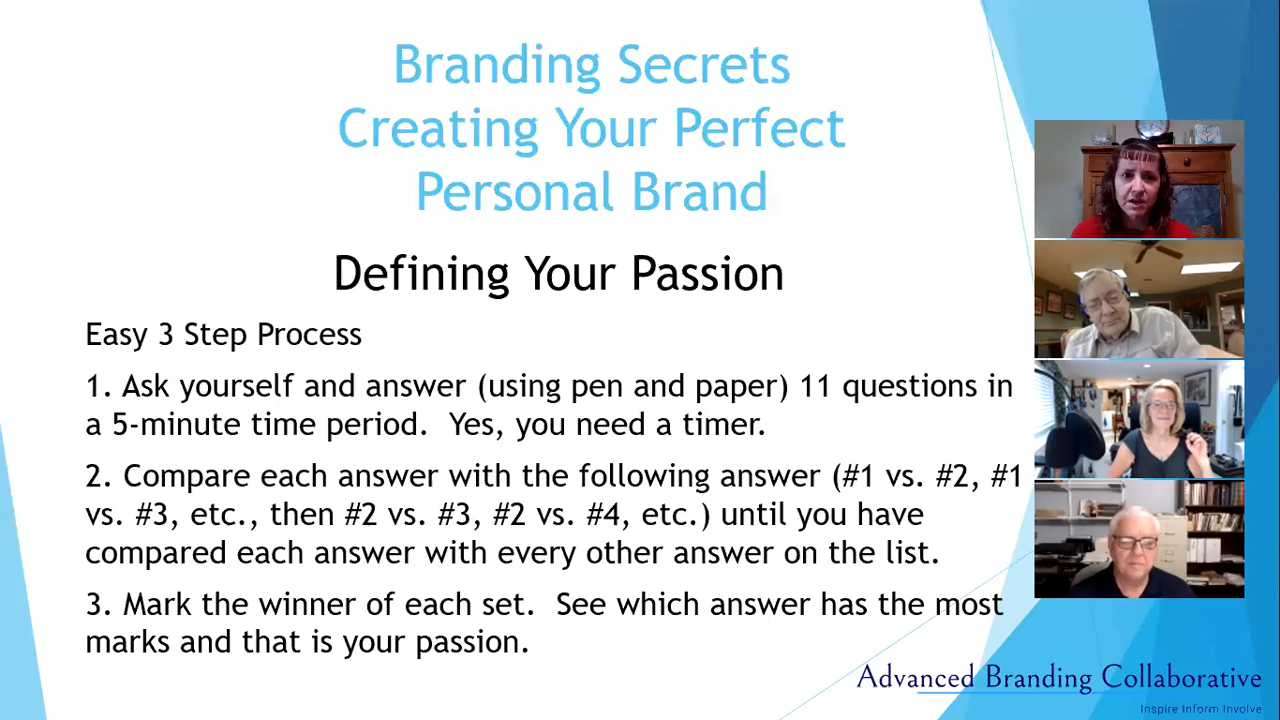 Branding Secrets
Creating Your Perfect
Personal Brand
Defining Your Passion
Easy 3 Step Process
1. Ask yourself and answer (using pen and paper) 11 questions in
a 5-minute time period.  Yes, you need a timer.
2. Compare each answer with the following answer (#1 vs. #2, #1
vs. #3, etc., then #2 vs. #3, #2 vs. #4, etc.) until you have
compared each answer with every other answer on the list.
3. Mark the winner of each set.  See which answer has the most
marks and that is your passion.
Advanced Branding Collaborative
Inspire Inform Involve